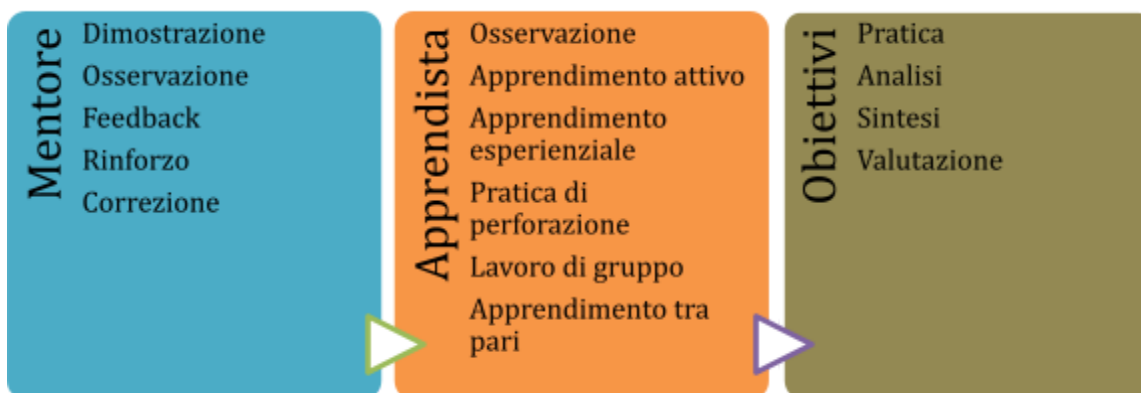 Mentore
Dimostrazione
Osservazione
Feedback
Rinforzo
Correzione
Apprendista
Osservazione
Apprendimento attivo
Apprendimento
esperienziale
Pratica di
perforazione
Lavoro di gruppo
Apprendimento tra
pari
Obiettivi
Pratica
Analisi
Sintesi
Valutazione